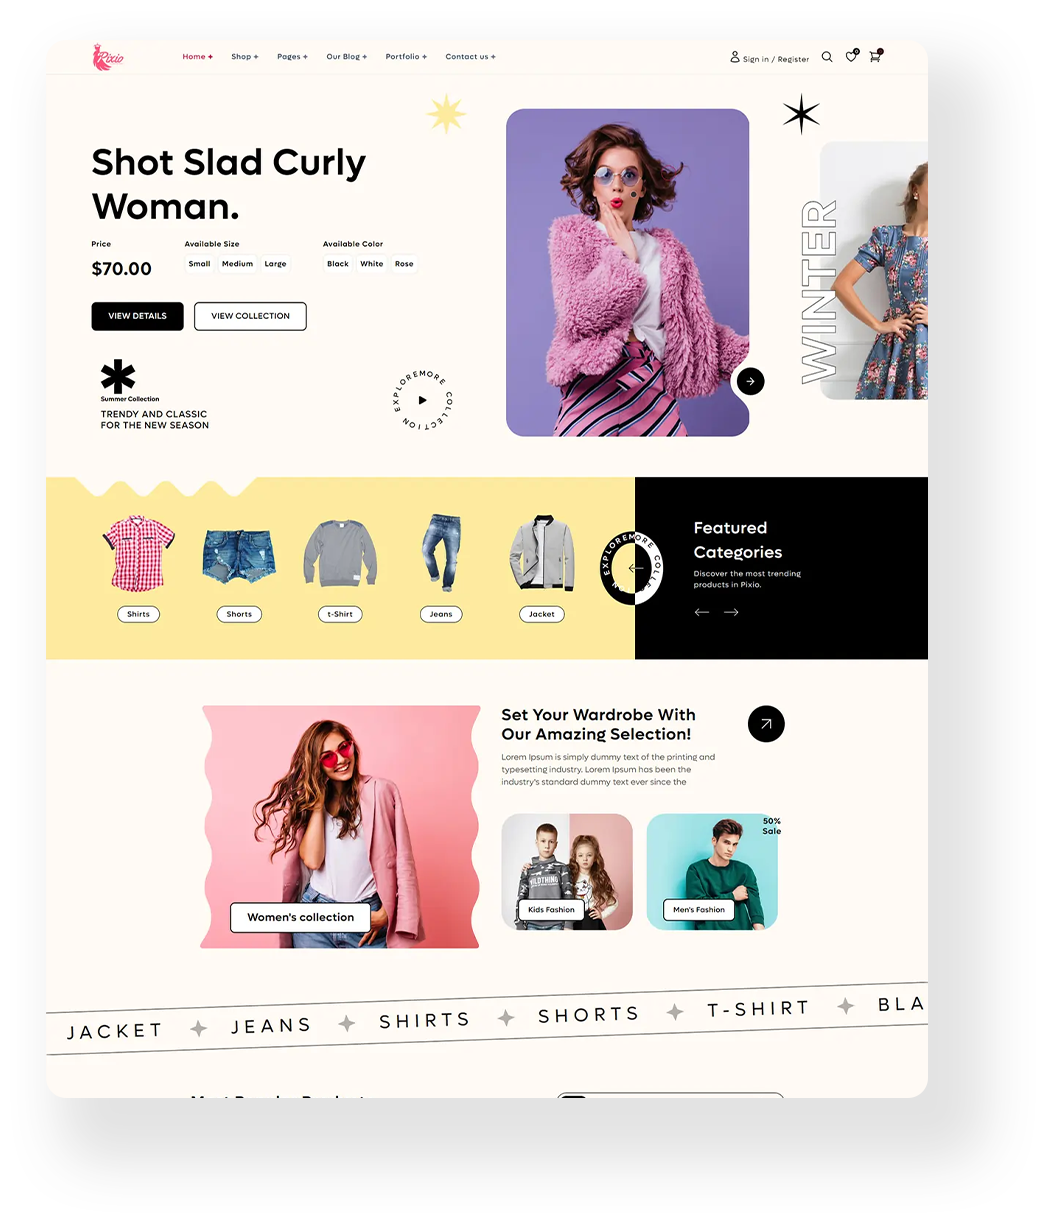 Pixio
Home +
Shop +
Pages +
Our Blog +
Portfolio +
Contact us +
Sign in / Register
0
Shot Slad Curly
Woman.
Price
Available Size
Available Color
$70.00
Small
Medium
Large
Black
White
Rose
VIEW DETAILS
VIEW COLLECTION
Summer Collection
TRENDY AND CLASSIC
FOR THE NEW SEASON
EXPLOREMORE COLLECTION
WINTER
Shirts
Shorts
t-Shirt
Jeans
Jacket
EXPLOREMORE COLLE
Featured
Categories
Discover the most trending
products in Pixio.
Set Your Wardrobe With
Our Amazing Selection!
Lorem Ipsum is simply dummy text of the printing and
typesetting industry. Lorem Ipsum has been the
industry's standard dummy text ever since the
Women's collection
WILDTHING
Kids Fashion
Men's Fashion
50%
Sale
JACKET
JEANS
SHIRTS
SHORTS
T-SHIRT
BLA